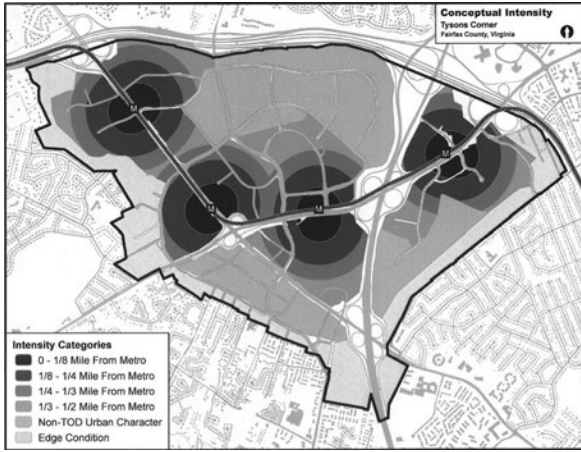 Conceptual Intensity
Tysons Corner
Fairfax County, Virginia
M
M
M
M
Intensity Categories
0 - 1/8 Mile From Metro
1/8 - 1/4 Mile From Metro
1/4 - 1/3 Mile From Metro
1/3 - 1/2 Mile From Metro
Non-TOD Urban Character
Edge Condition